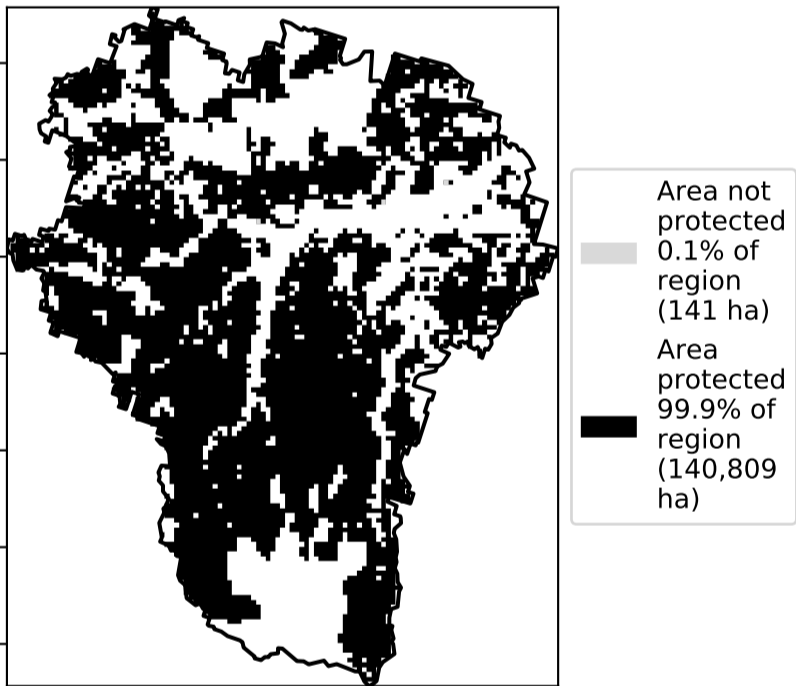 Area not
protected
0.1% of
region
(141 ha)
Area
protected
99.9% of
region
(140,809
ha)